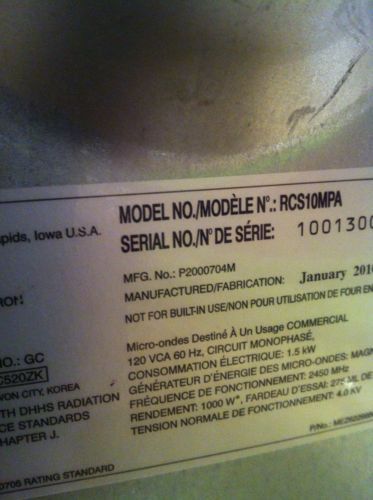 MODEL NO./MODÈLE N°.: RCS10MPA
SERIAL NO./N° DE SÉRIE: 1001300
MFG. No.: P2000704M
MANUFACTURED/FABRICATION: January 2010
NOT FOR BUILT-IN USE/NON POUR UTILISATION DE FOUR EN
Micro-ondes Destiné À Un Usage COMMERCIAL
120 VCA 60 Hz, CIRCUIT MONOPHASÉ,
CONSOMMATION ÉLECTRIQUE: 1.5 kW
GÉNÉRATEUR D'ÉNERGIE DES MICRO-ONDES: MAGN
FRÉQUENCE DE FONCTIONNEMENT: 2450 MHz
RENDEMENT: 1000 W*, FARDEAU D'ESSAI: 275 ML DE
TENSION NORMALE DE FONCTIONNEMENT: 4.0 kV
P/No.:
pids, Iowa U.S.A.
RON
NO.: GC
C520ZK
WON CITY, KOREA
TH DHHS RADIATION
CE STANDARDS
HAPTER J.
0705 RATING STANDARD